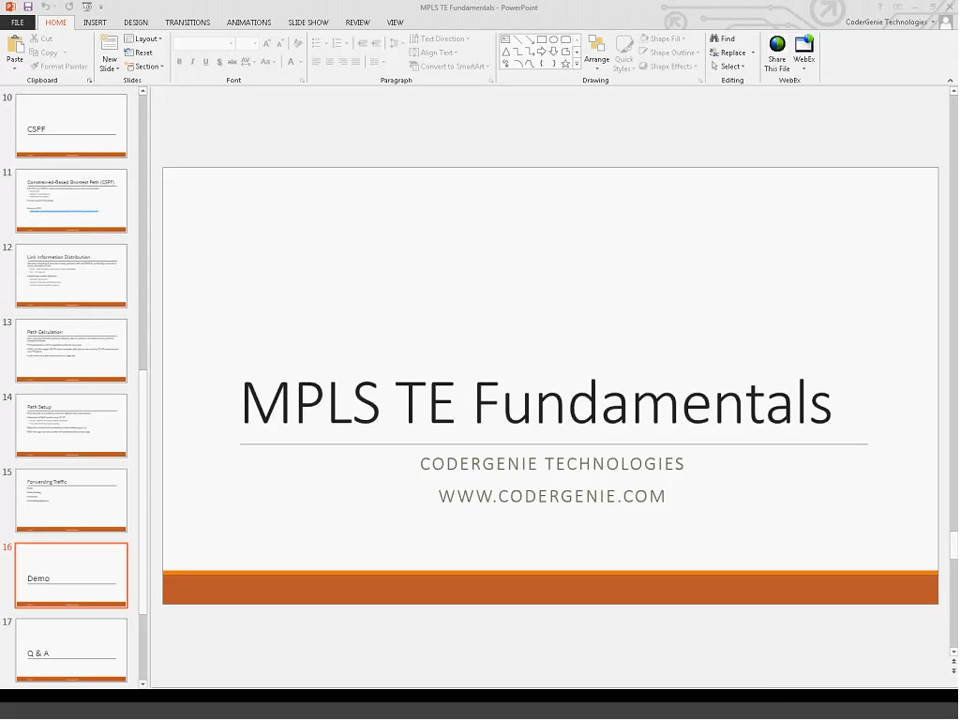 MPLS TE Fundamentals - PowerPoint
FILE HOME INSERT DESIGN TRANSITIONS ANIMATIONS SLIDE SHOW REVIEW VIEW
CoderGenie Technologies
Paste
Cut
Copy
Format Painter
Clipboard
New
Slide
Layout
Reset
Section
Slides
B I U S abc AV Aa A
Font
Text Direction
Align Text
Convert to SmartArt
Paragraph
Arrange
Quick
Styles
Shape Fill
Shape Outline
Shape Effects
Drawing
Find
Replace
Select
Editing
Share
This File
WebEx
WebEx
10
CSPF
11
Constrained-Based Shortest Path (CSPF)
12
Link Information Distribution
13
Path Calculation
14
Path Setup
15
Forwarding Traffic
16
Demo
17
Q & A
MPLS TE Fundamentals
CODERGENIE TECHNOLOGIES
WWW.CODERGENIE.COM